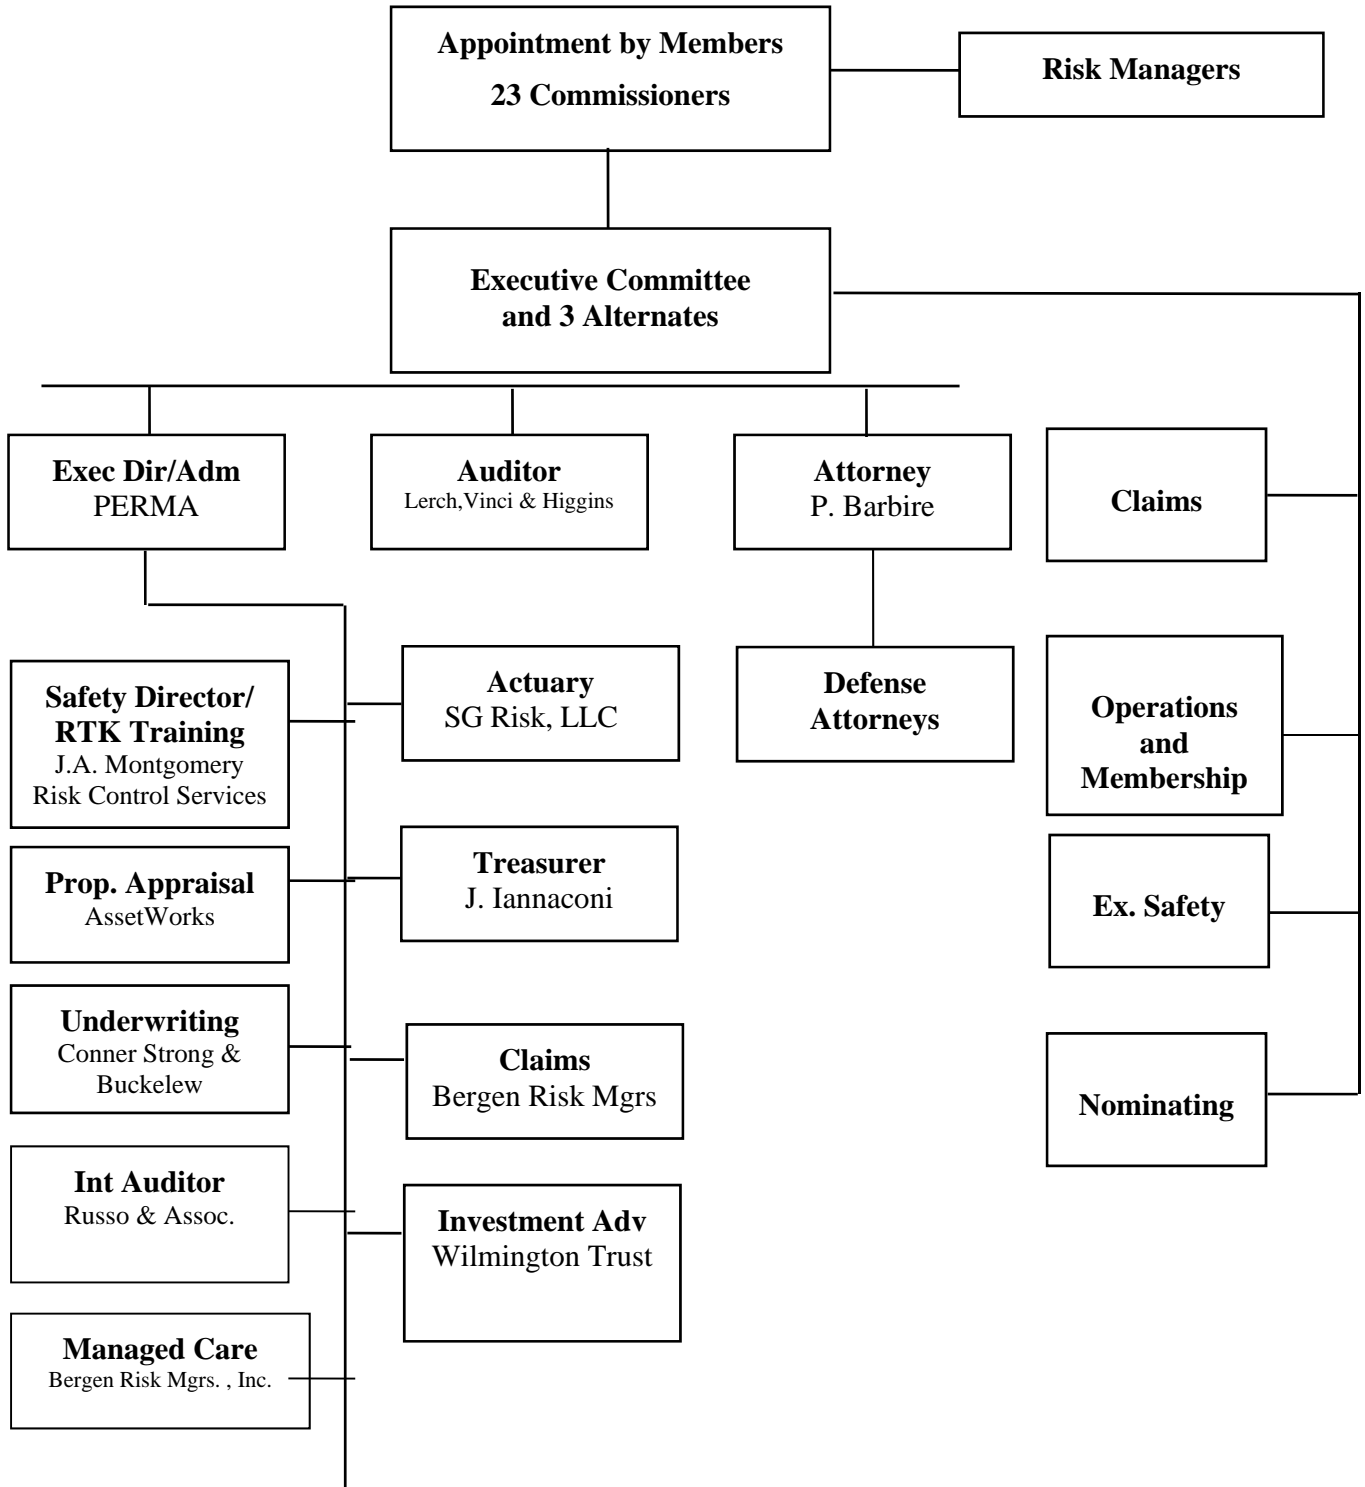 Appointment by Members
23 Commissioners
Risk Managers
Executive Committee
and 3 Alternates
Exec Dir/Adm
PERMA
Auditor
Lerch,Vinci & Higgins
Attorney
P. Barbire
Claims
Safety Director/
RTK Training
J.A. Montgomery
Risk Control Services
Actuary
SG Risk, LLC
Defense
Attorneys
Operations
and
Membership
Prop. Appraisal
AssetWorks
Treasurer
J. Iannaconi
Ex. Safety
Underwriting
Conner Strong &
Buckelew
Claims
Bergen Risk Mgrs
Nominating
Int Auditor
Russo & Assoc.
Investment Adv
Wilmington Trust
Managed Care
Bergen Risk Mgrs. , Inc.